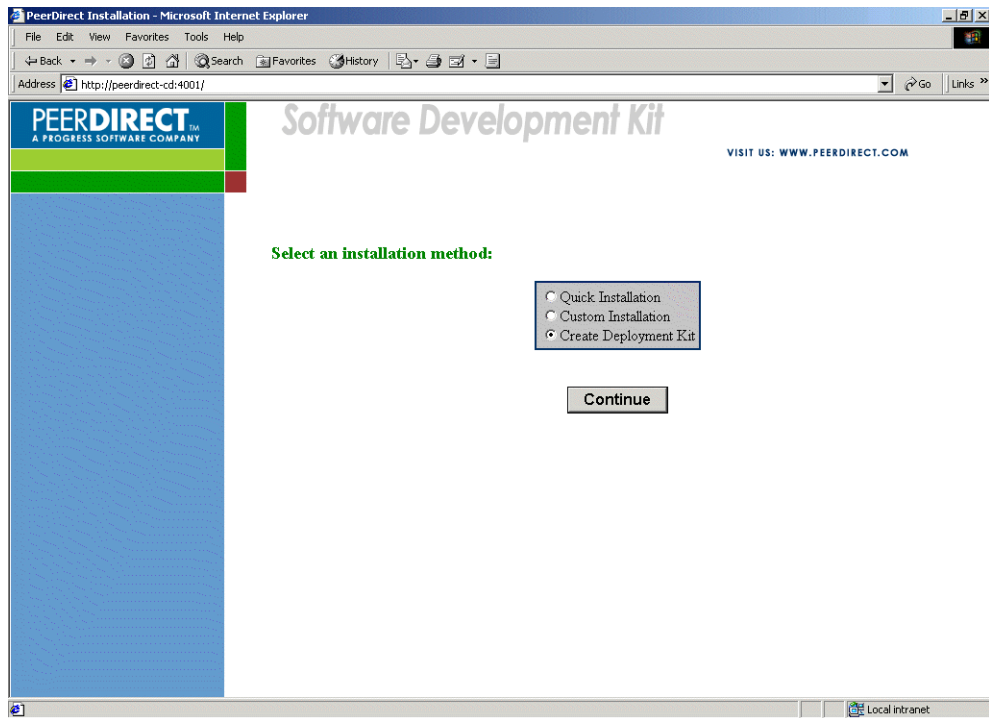 PeerDirect Installation - Microsoft Internet Explorer
File Edit View Favorites Tools Help
Back Search Favorites History
Address http://peerdirect-cd:4001/ Go Links »
PEERDIRECT TM
A PROGRESS SOFTWARE COMPANY
Software Development Kit
VISIT US: WWW.PEERDIRECT.COM
Select an installation method:
Quick Installation
Custom Installation
Create Deployment Kit
Continue
Local intranet